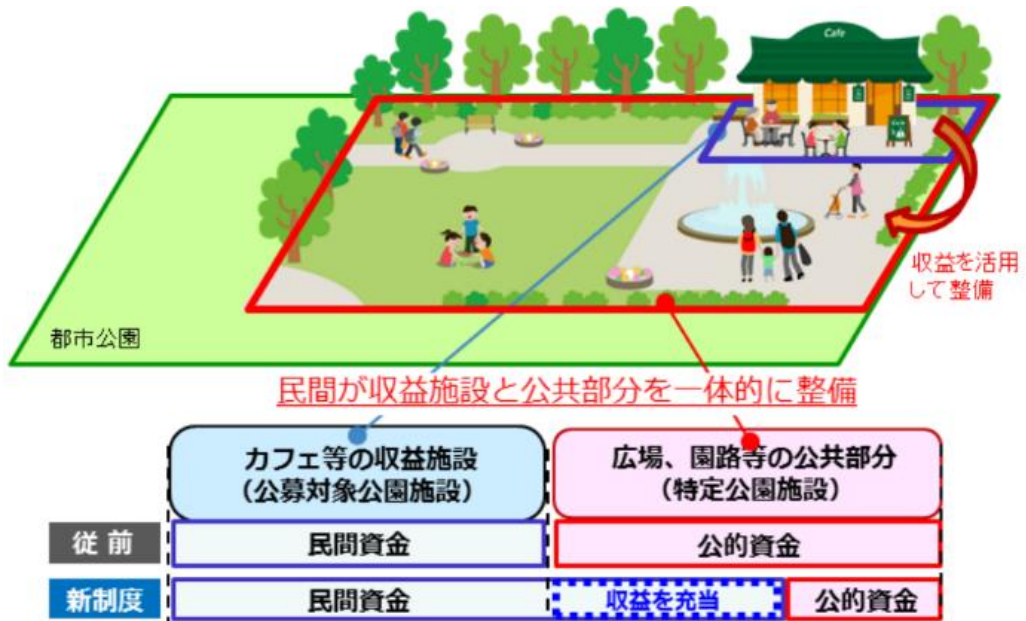 Cafe
収益を活用
して整備
都市公園
民間が収益施設と公共部分を一体的に整備
カフェ等の収益施設
（公募対象公園施設）
広場、園路等の公共部分
（特定公園施設）
従 前
民間資金
公的資金
新制度
民間資金
収益を充当
公的資金